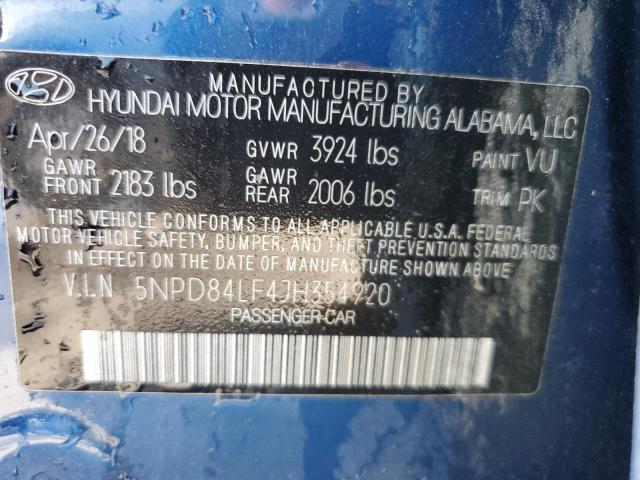 MANUFACTURED BY
HYUNDAI MOTOR MANUFACTURING ALABAMA, LLC
Apr/26/18 GVWR 3924 lbs PAINT VU
GAWR FRONT 2183 lbs GAWR REAR 2006 lbs TRIM PK
THIS VEHICLE CONFORMS TO ALL APPLICABLE U.S.A. FEDERAL
MOTOR VEHICLE SAFETY, BUMPER, AND THEFT PREVENTION STANDARDS
IN EFFECT ON THE DATE OF MANUFACTURE SHOWN ABOVE.
V.I.N 5NPD84LF4JH354920
PASSENGER-CAR